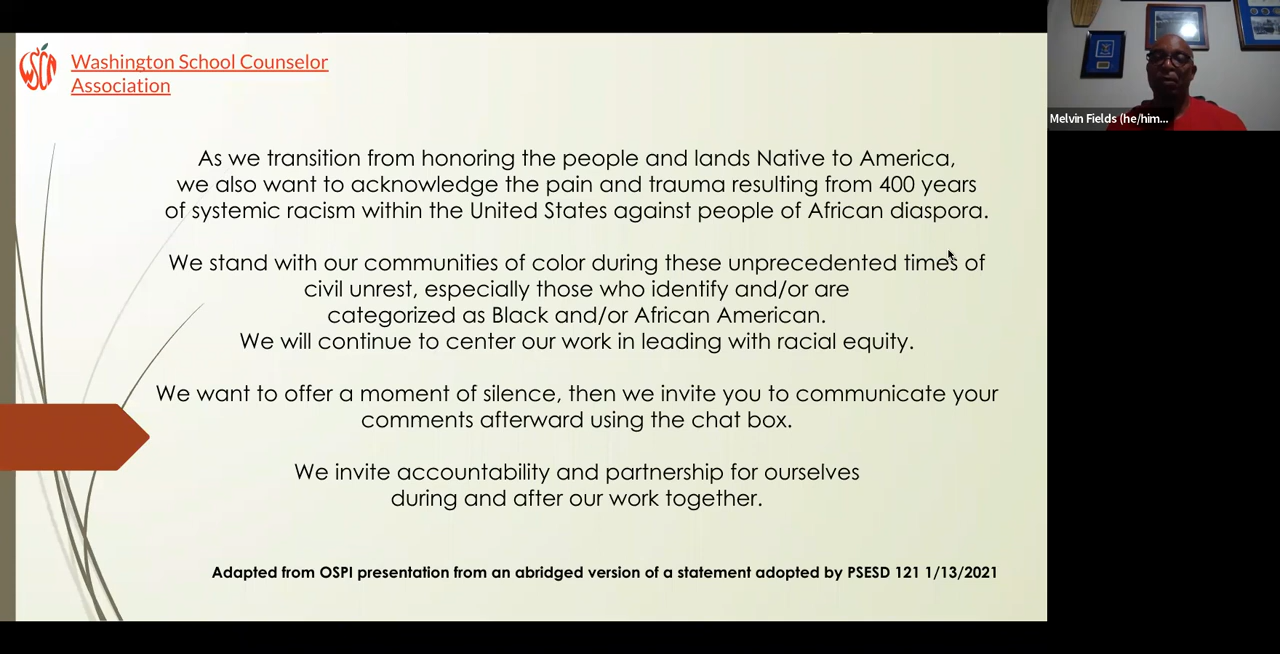 WSCA
Washington School Counselor
Association
As we transition from honoring the people and lands Native to America,
we also want to acknowledge the pain and trauma resulting from 400 years
of systemic racism within the United States against people of African diaspora.
We stand with our communities of color during these unprecedented times of
civil unrest, especially those who identify and/or are
categorized as Black and/or African American.
We will continue to center our work in leading with racial equity.
We want to offer a moment of silence, then we invite you to communicate your
comments afterward using the chat box.
We invite accountability and partnership for ourselves
during and after our work together.
Adapted from OSPI presentation from an abridged version of a statement adopted by PSESD 121 1/13/2021
Melvin Fields (he/him...